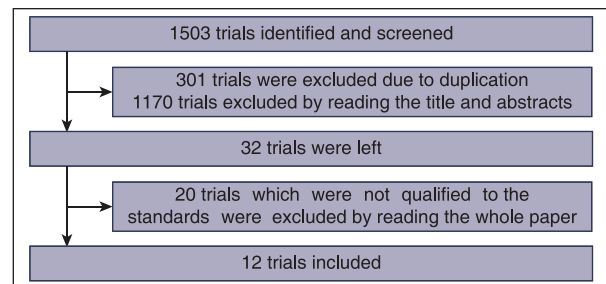 1503 trials identified and screened
301 trials were excluded due to duplication
1170 trials excluded by reading the title and abstracts
32 trials were left
20 trials which were not qualified to the
standards were excluded by reading the whole paper
12 trials included